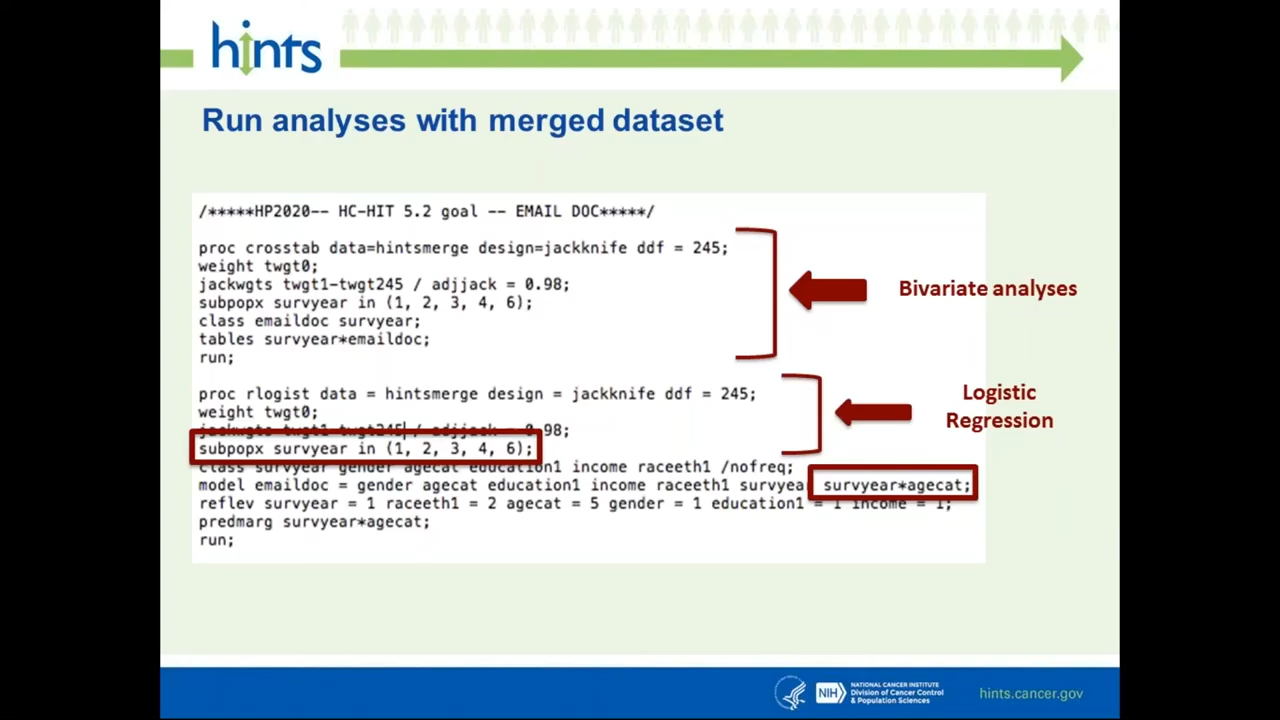 hints
Run analyses with merged dataset
/*****HP2020-- HC-HIT 5.2 goal -- EMAIL DOC*****/
proc crosstab data=hintsmerge design=jackknife ddf = 245;
weight twgt0;
jackwgts twgt1-twgt245 / adjjack = 0.98;
subpopx survyear in (1, 2, 3, 4, 6);
class emaildoc survyear;
tables survyear*emaildoc;
run;
Bivariate analyses
proc rlogist data = hintsmerge design = jackknife ddf = 245;
weight twgt0;
jackwgts twgt1-twgt245 / adjjack = 0.98;
subpopx survyear in (1, 2, 3, 4, 6);
class survyear gender agecat education1 income raceeth1 /nofreq;
model emaildoc = gender agecat education1 income raceeth1 survyear survyear*agecat;
reflev survyear = 1 raceeth1 = 2 agecat = 5 gender = 1 education1 = 1 income = 1;
predmarg survyear*agecat;
run;
Logistic
Regression
NIH
NATIONAL CANCER INSTITUTE
Division of Cancer Control
& Population Sciences
hints.cancer.gov